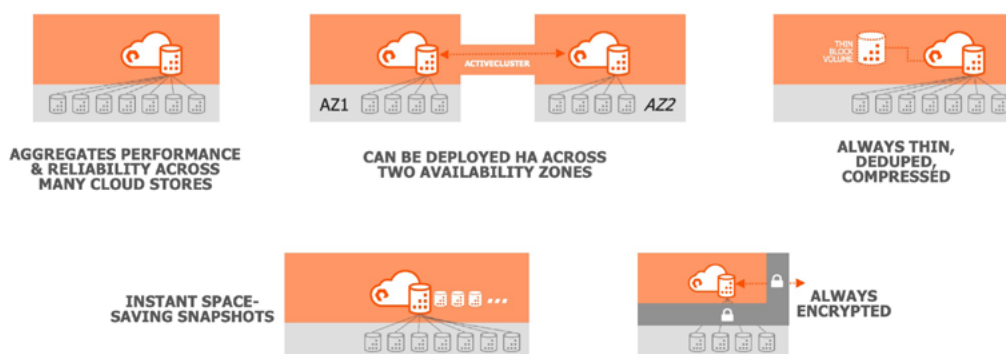 ACTIVECLUSTER
THIN
BLOCK
VOLUME
AZ1
AZ2
AGGREGATES PERFORMANCE
& RELIABILITY ACROSS
MANY CLOUD STORES
CAN BE DEPLOYED HA ACROSS
TWO AVAILABILITY ZONES
ALWAYS THIN,
DEDUPED,
COMPRESSED
INSTANT SPACE-
SAVING SNAPSHOTS
ALWAYS
ENCRYPTED